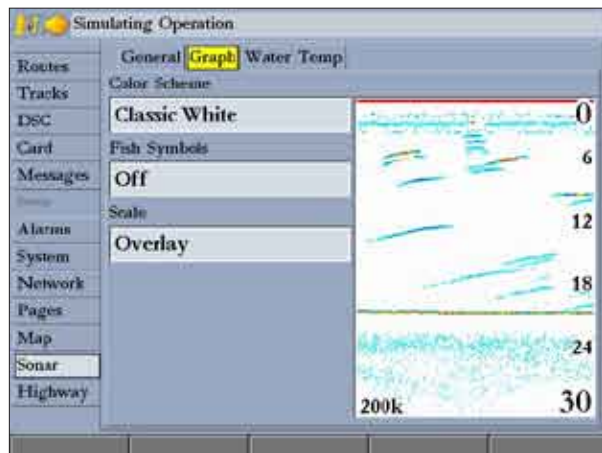 Simulating Operation
General Graph Water Temp
Routes
Tracks
DSC
Card
Messages
Alarms
System
Network
Pages
Map
Sonar
Highway
Color Scheme
Classic White
Fish Symbols
Off
Scale
Overlay
0
6
12
18
24
30
200k